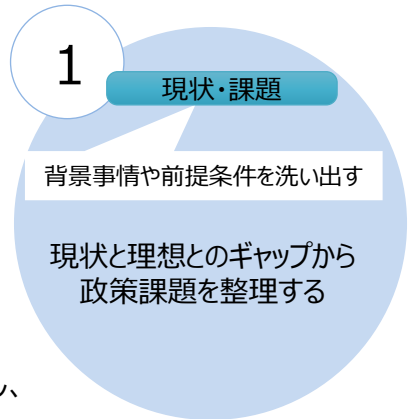 1
現状・課題
背景事情や前提条件を洗い出す
現状と理想とのギャップから
政策課題を整理する